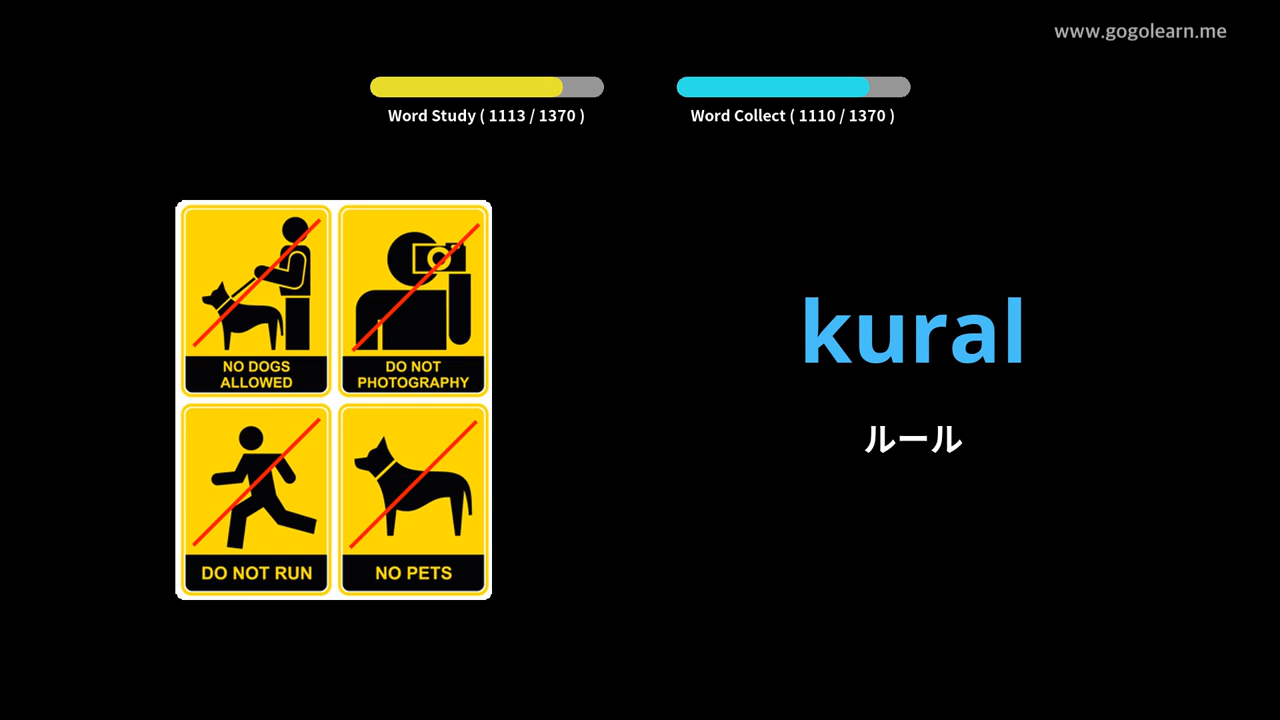 www.gogolearn.me
Word Study ( 1113 / 1370 )
Word Collect ( 1110 / 1370 )
NO DOGS
ALLOWED
DO NOT
PHOTOGRAPHY
DO NOT RUN
NO PETS
kural
ルール